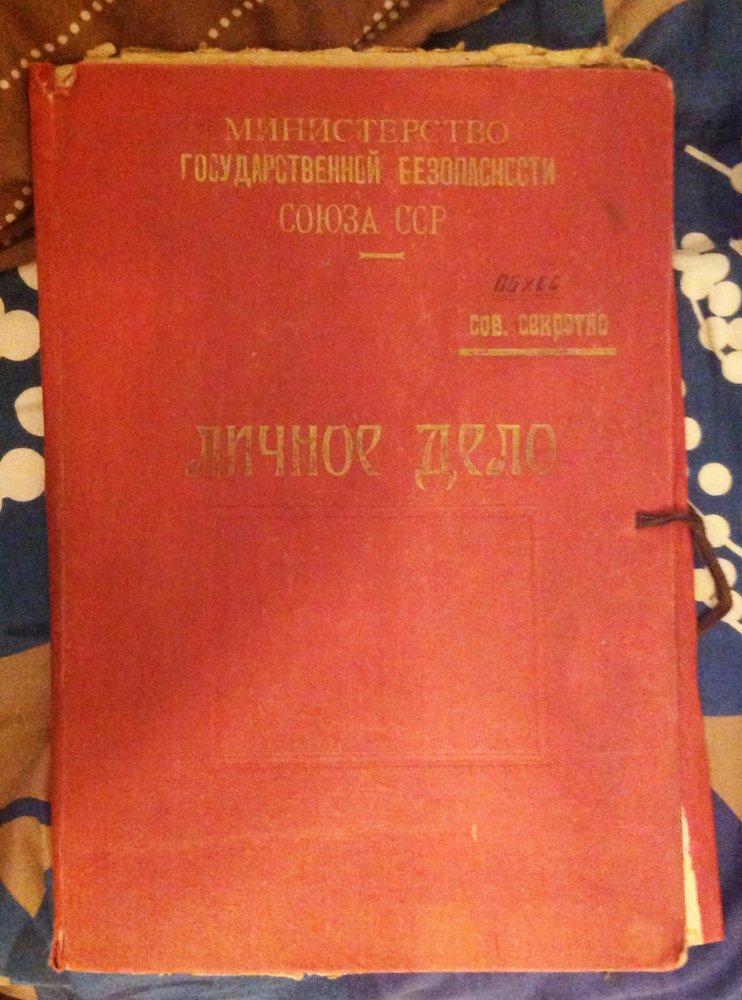 МИНИСТЕРСТВО
ГОСУДАРСТВЕННОЙ БЕЗОПАСНОСТИ
СОЮЗА ССР
ОБХСС
сов. секретно
ЛИЧНОЕ ДЕЛО